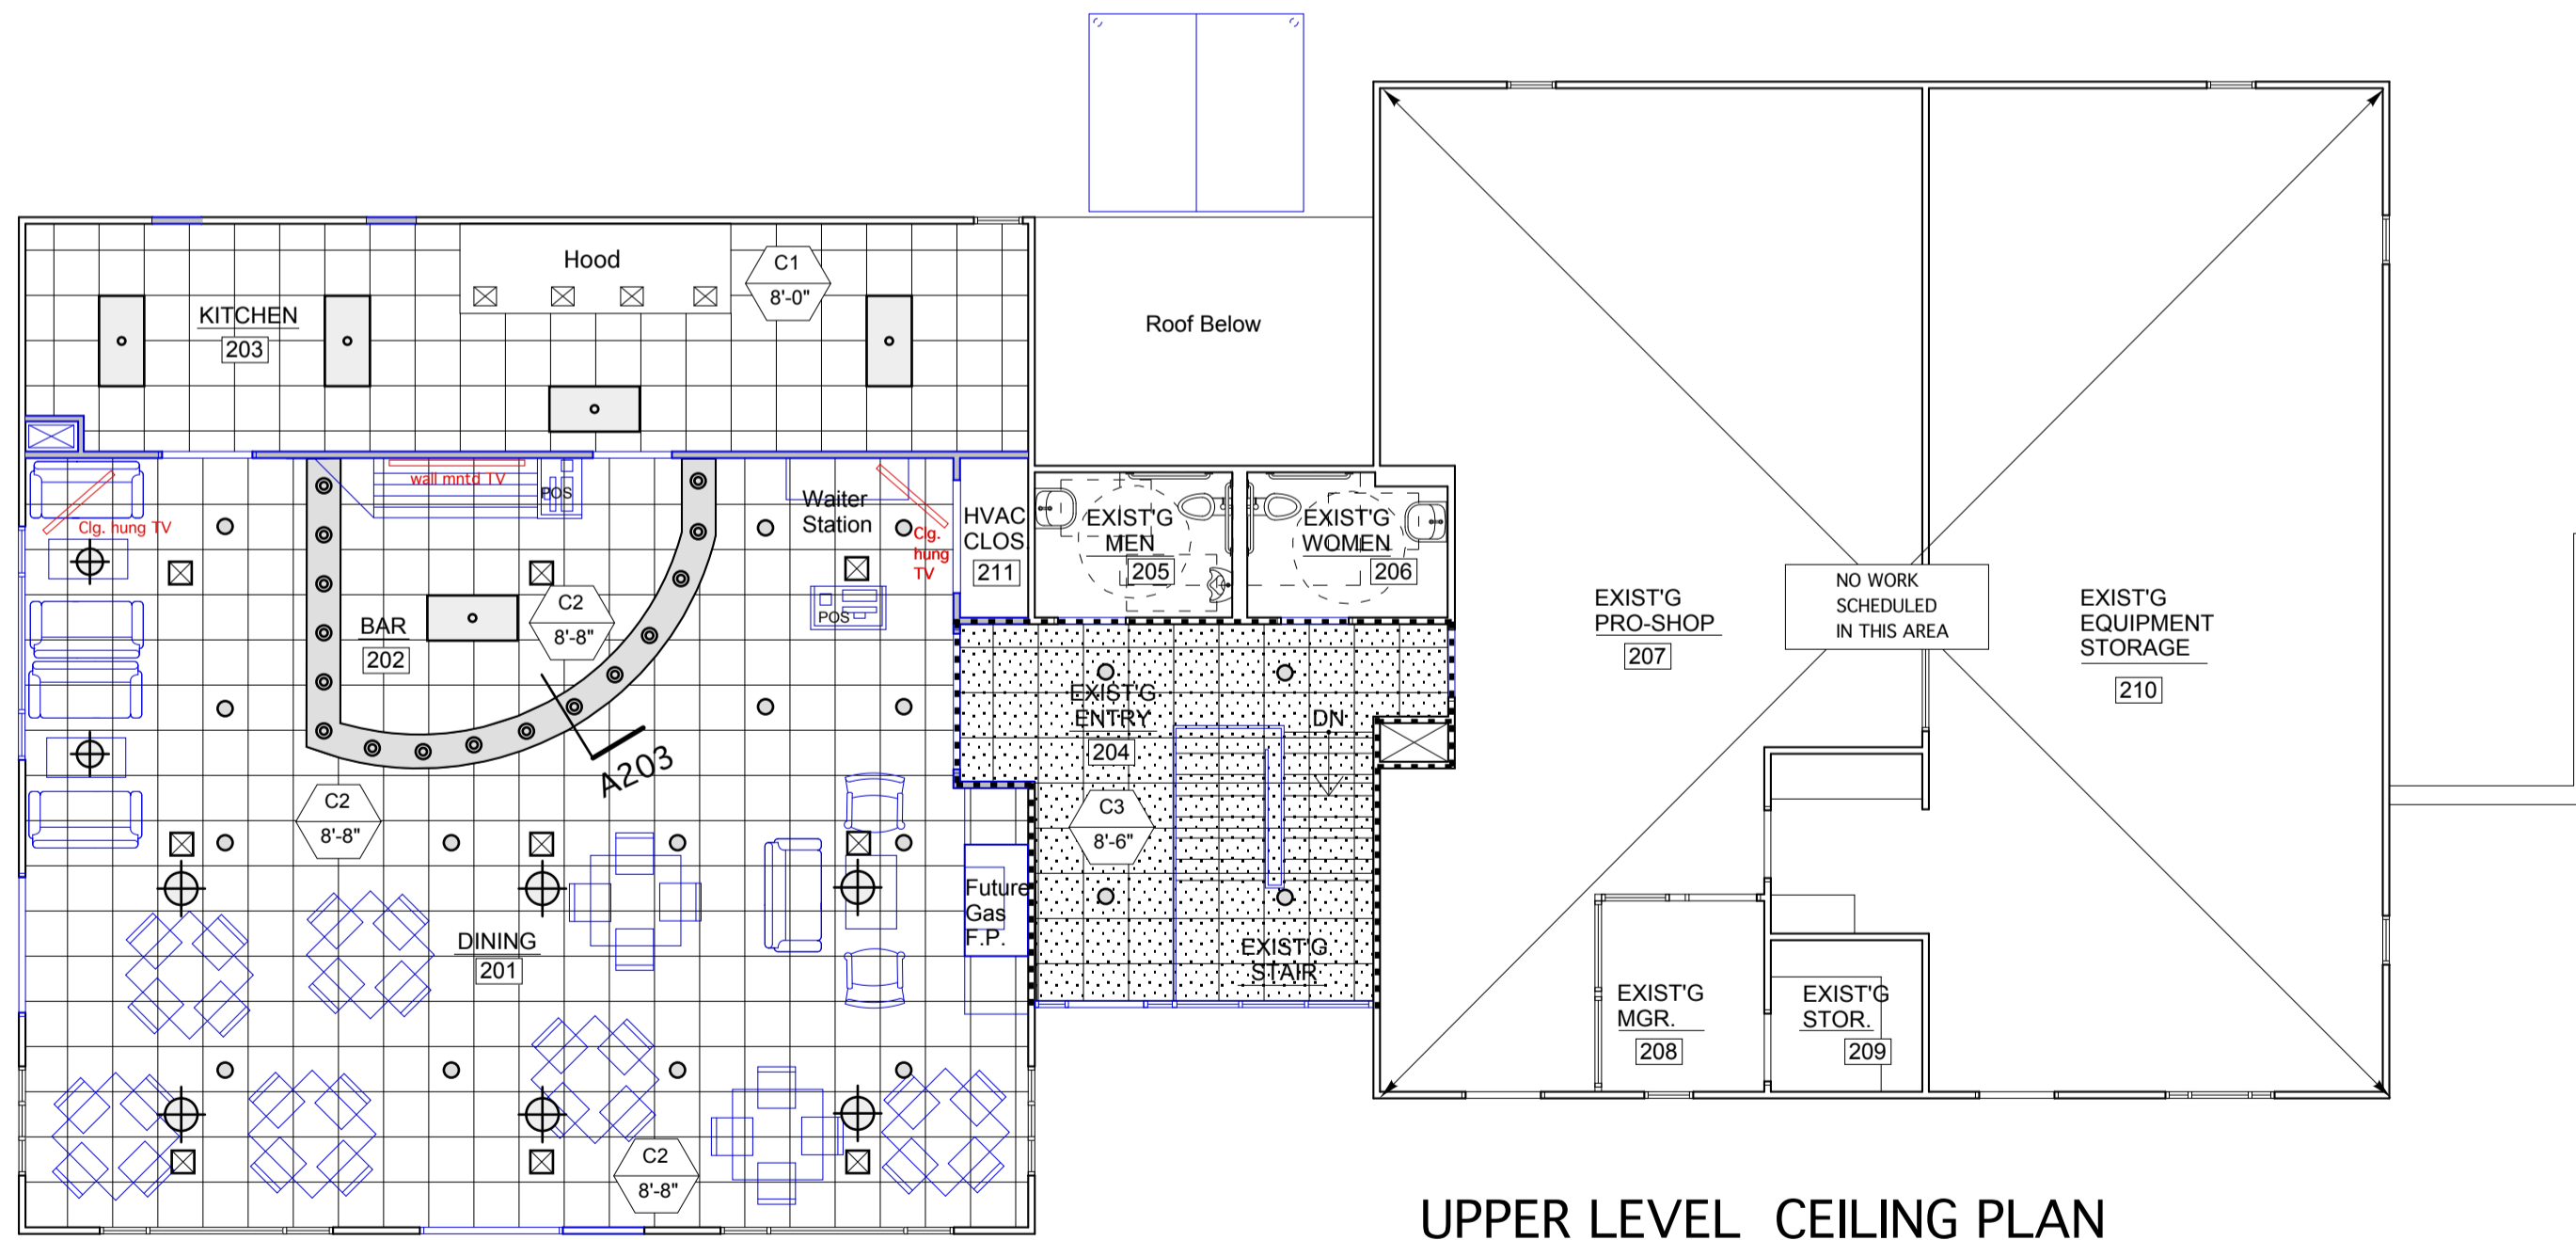 Hood
C1
8'-0"
KITCHEN
203
Roof Below
wall mntd TV
POS
Clg. hung TV
Waiter
Station
Clg.
hung
TV
HVAC
CLOS.
211
EXIST'G
MEN
205
EXIST'G
WOMEN
206
C2
8'-8"
BAR
202
POS
A203
EXIST'G
ENTRY
204
DN
C3
8'-6"
EXIST'G
STAIR
C2
8'-8"
DINING
201
Future
Gas
F.P.
C2
8'-8"
EXIST'G
PRO-SHOP
207
NO WORK
SCHEDULED
IN THIS AREA
EXIST'G
EQUIPMENT
STORAGE
210
EXIST'G
MGR.
208
EXIST'G
STOR.
209
UPPER LEVEL CEILING PLAN